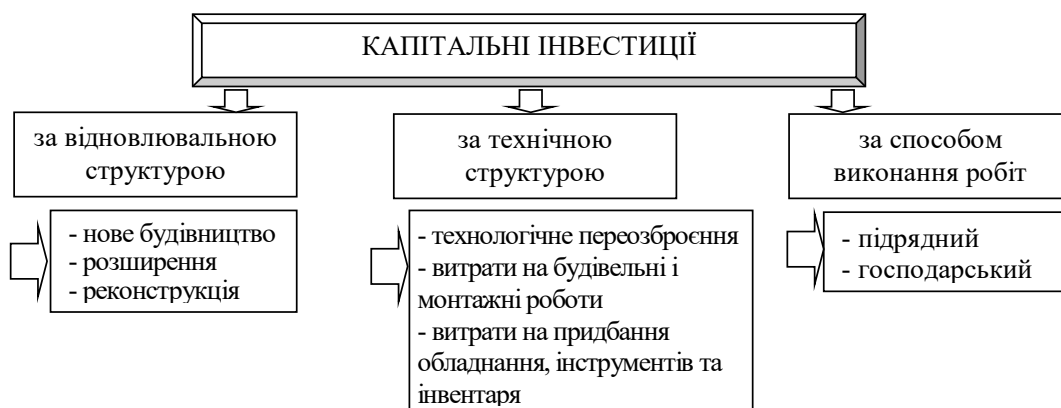 КАПІТАЛЬНІ ІНВЕСТИЦІЇ
за відновлювальною
структурою
- нове будівництво
- розширення
- реконструкція
за технічною
структурою
- технологічне переозброєння
- витрати на будівельні і
монтажні роботи
- витрати на придбання
обладнання, інструментів та
інвентаря
за способом
виконання робіт
- підрядний
- господарський